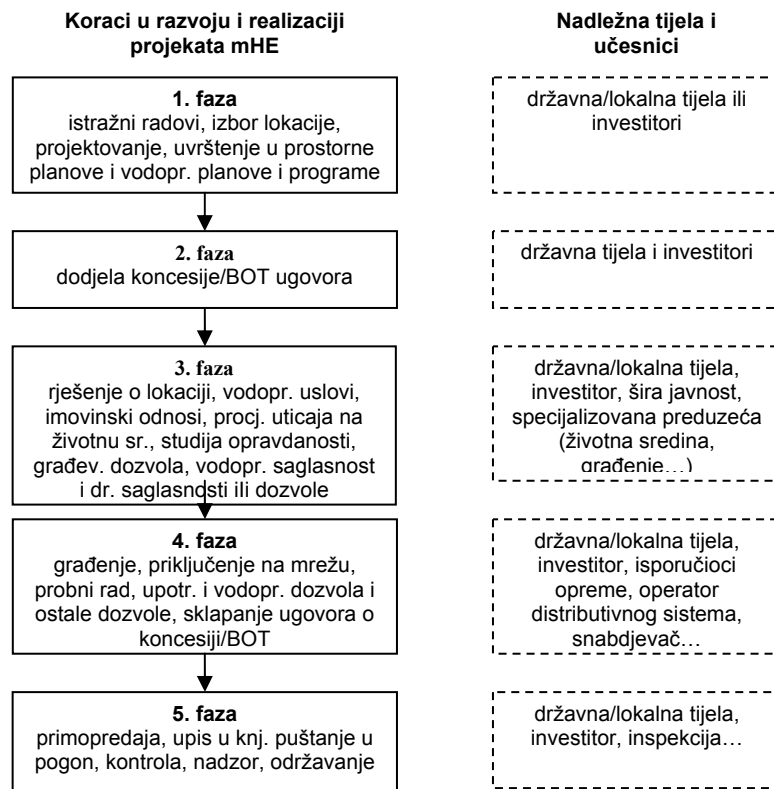 Koraci u razvoju i realizaciji
projekata mHE
Nadležna tijela i
učesnici
1. faza
istražni radovi, izbor lokacije,
projektovanje, uvrštenje u prostorne
planove i vodopr. planove i programe
državna/lokalna tijela ili
investitori
2. faza
dodjela koncesije/BOT ugovora
državna tijela i investitori
3. faza
rješenje o lokaciji, vodopr. uslovi,
imovinski odnosi, procj. uticaja na
životnu sr., studija opravdanosti,
građev. dozvola, vodopr. saglasnost
i dr. saglasnosti ili dozvole
državna/lokalna tijela,
investitor, šira javnost,
specijalizovana preduzeća
(životna sredina,
građenje…)
4. faza
građenje, priključenje na mrežu,
probni rad, upotr. i vodopr. dozvola i
ostale dozvole, sklapanje ugovora o
koncesiji/BOT
državna/lokalna tijela,
investitor, isporučioci
opreme, operator
distributivnog sistema,
snabdjevač…
5. faza
primopredaja, upis u knj. puštanje u
pogon, kontrola, nadzor, održavanje
državna/lokalna tijela,
investitor, inspekcija…